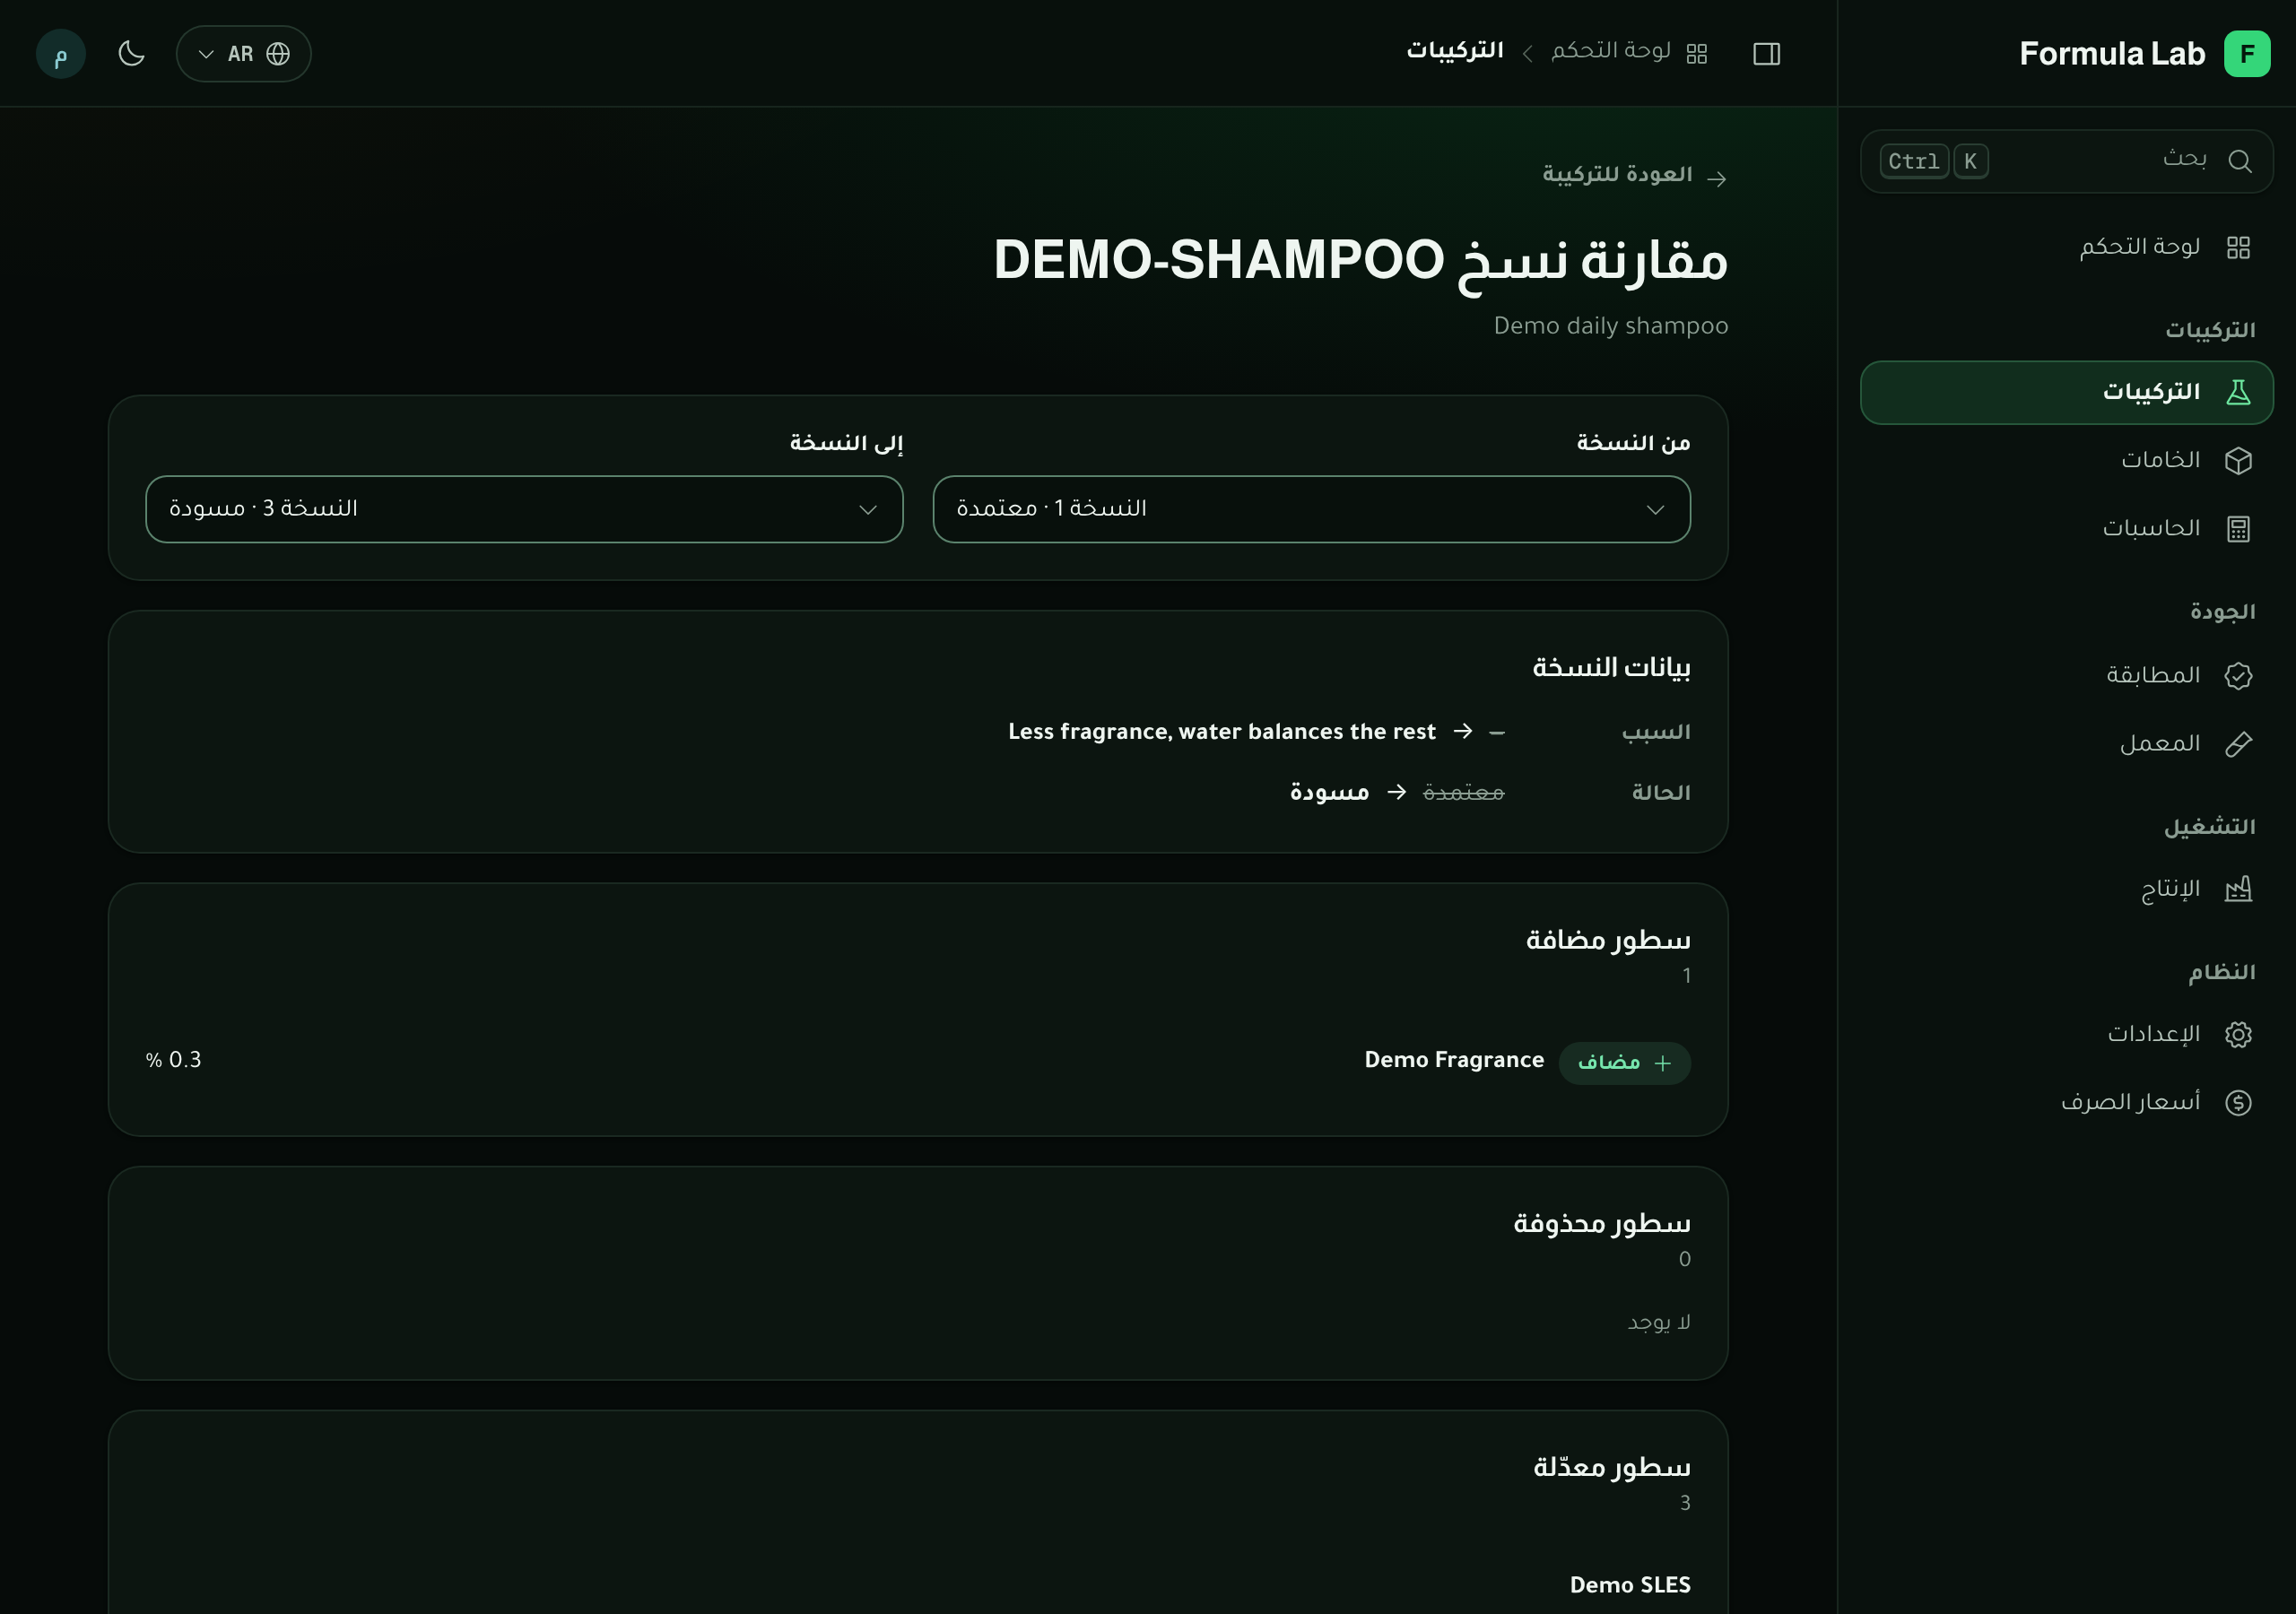 F Formula Lab
بحث
Ctrl K
لوحة التحكم
التركيبات
التركيبات
الخامات
الحاسبات
الجودة
المطابقة
المعمل
التشغيل
الإنتاج
النظام
الإعدادات
أسعار الصرف
لوحة التحكم
التركيبات
AR
م
العودة للتركيبة
مقارنة نسخ DEMO-SHAMPOO
Demo daily shampoo
من النسخة
النسخة 1 · معتمدة
إلى النسخة
النسخة 3 · مسودة
بيانات النسخة
السبب — → Less fragrance, water balances the rest
الحالة معتمدة → مسودة
سطور مضافة
1
+ مضاف Demo Fragrance 0.3 %
سطور محذوفة
0
لا يوجد
سطور معدّلة
3
Demo SLES